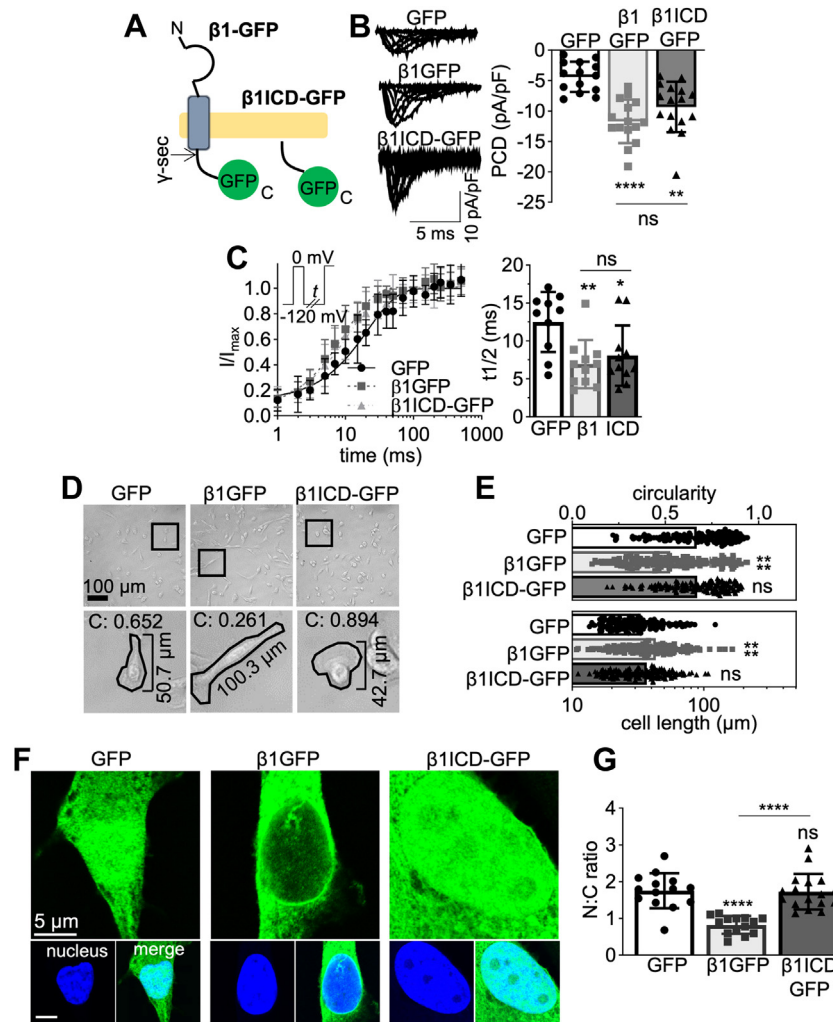 A
N
β1-GFP
β1ICD-GFP
γ-sec
GFP
C
GFP
C
B
GFP
β1GFP
β1ICD-GFP
5 ms
10 pA/pF
GFP
β1
GFP
β1ICD
GFP
PCD (pA/pF)
0
-5
-10
-15
-20
-25
****
**
ns
C
0 mV
t
-120 mV
I/Imax
1.0
0.8
0.6
0.4
0.2
0.0
GFP
β1GFP
β1ICD-GFP
1 10 100 1000
time (ms)
t1/2 (ms)
20
15
10
5
0
ns
**
*
GFP β1 ICD
D
GFP β1GFP β1ICD-GFP
100 µm
C: 0.652
50.7 µm
C: 0.261
100.3 µm
C: 0.894
42.7 µm
E
circularity
0.0 0.5 1.0
GFP
β1GFP
**
**
β1ICD-GFP
ns
GFP
β1GFP
**
**
β1ICD-GFP
ns
10 100
cell length (µm)
F
GFP β1GFP β1ICD-GFP
5 µm
nucleus merge
G
N:C ratio
4
3
2
1
0
****
ns
****
GFP
β1GFP
β1ICD
GFP